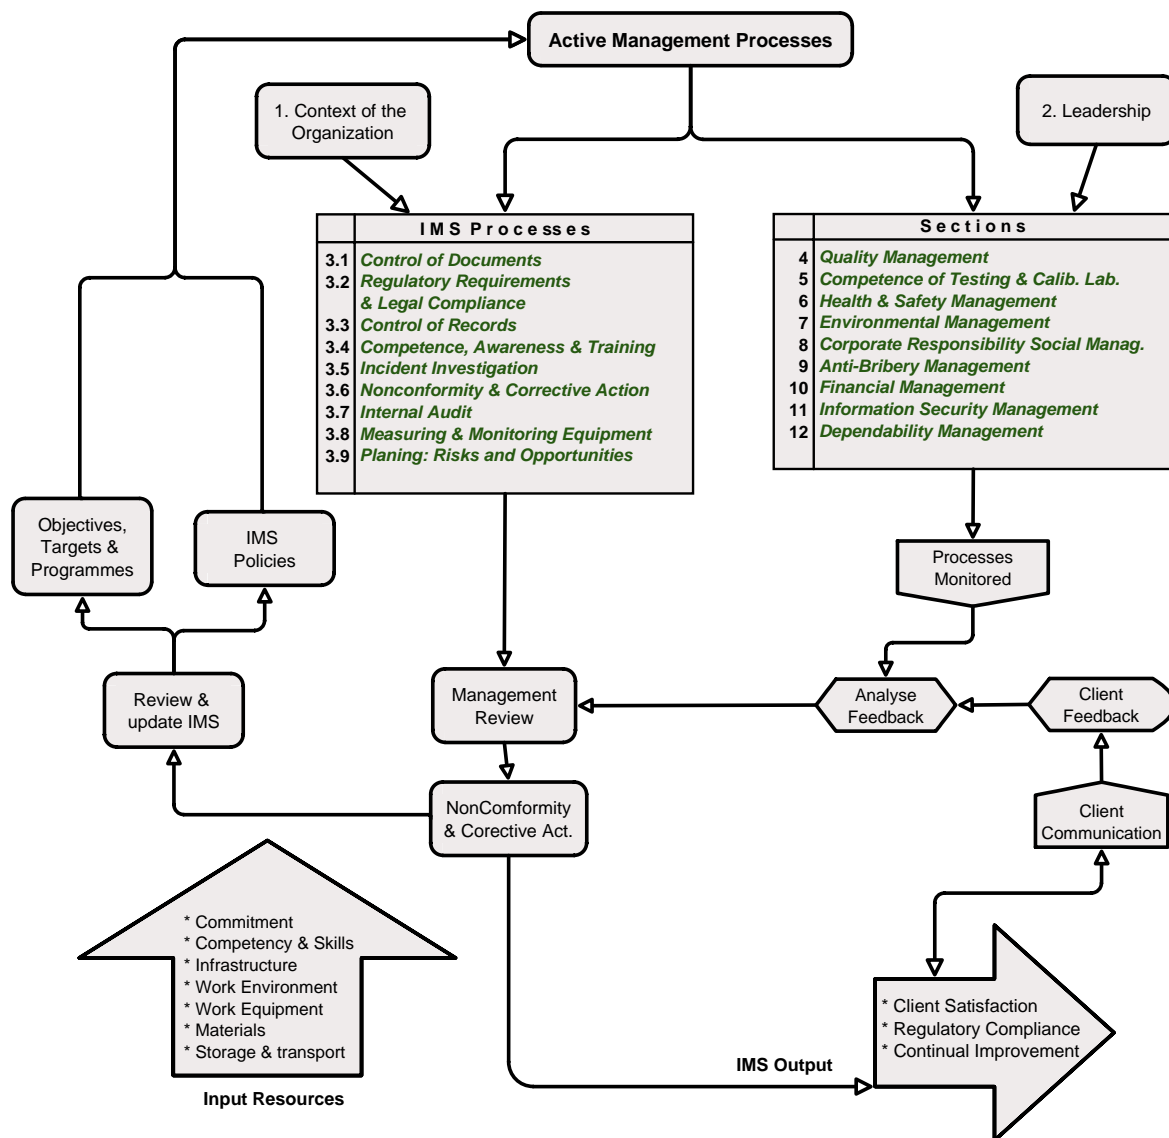 Active Management Processes
1. Context of the
Organization
2. Leadership
IMS Processes
3.1 Control of Documents
3.2 Regulatory Requirements
& Legal Compliance
3.3 Control of Records
3.4 Competence, Awareness & Training
3.5 Incident Investigation
3.6 Nonconformity & Corrective Action
3.7 Internal Audit
3.8 Measuring & Monitoring Equipment
3.9 Planing: Risks and Opportunities
Sections
4 Quality Management
5 Competence of Testing & Calib. Lab.
6 Health & Safety Management
7 Environmental Management
8 Corporate Responsibility Social Manag.
9 Anti-Bribery Management
10 Financial Management
11 Information Security Management
12 Dependability Management
Objectives,
Targets &
Programmes
IMS
Policies
Processes
Monitored
Review &
update IMS
Management
Review
Analyse
Feedback
Client
Feedback
NonComformity
& Corective Act.
Client
Communication
* Commitment
* Competency & Skills
* Infrastructure
* Work Environment
* Work Equipment
* Materials
* Storage & transport
Input Resources
IMS Output
* Client Satisfaction
* Regulatory Compliance
* Continual Improvement